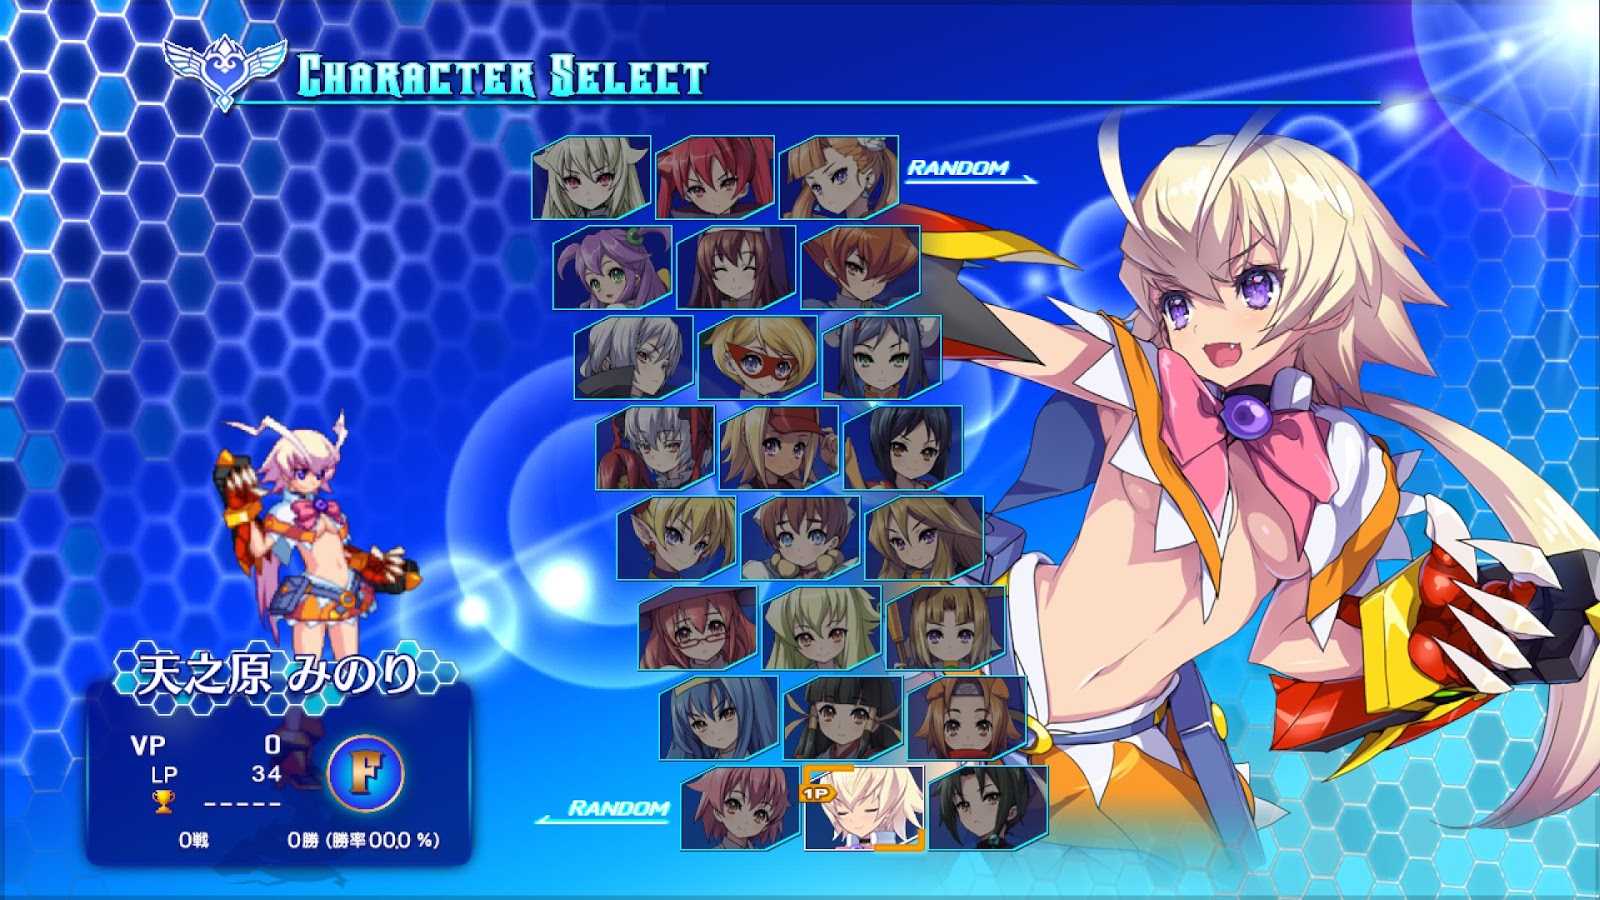 CHARACTER SELECT
RANDOM
天之原 みのり
VP 0
LP 34
-----
F
0戦 0勝 (勝率00.0 %)
RANDOM
1P